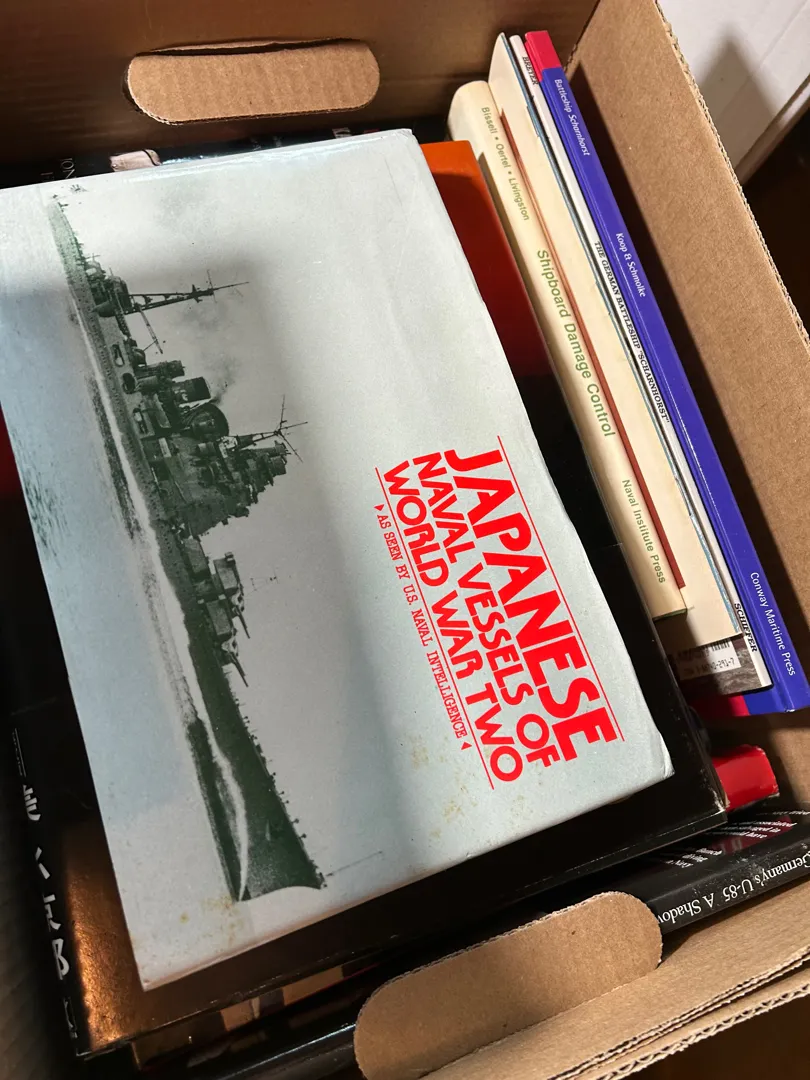 JAPANESE
NAVAL VESSELS OF
WORLD WAR TWO
AS SEEN BY U.S. NAVAL INTELLIGENCE
Bissell • Oertel • Livingston
Shipboard Damage Control
Naval Institute Press
BREYER
THE GERMAN BATTLESHIP "SCHARNHORST"
SCHIFFER
Battleship Scharnhorst
Koop & Schmolke
Conway Maritime Press
Germany's U-85 A Shadow